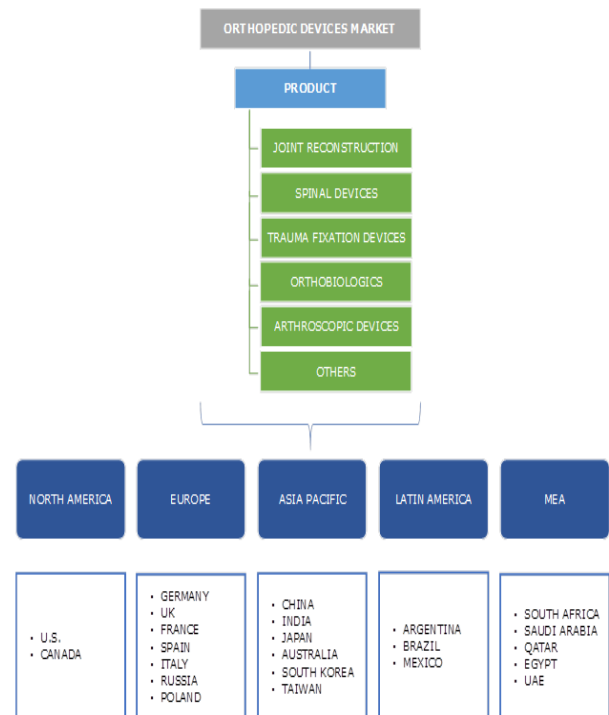 ORTHOPEDIC DEVICES MARKET
PRODUCT
JOINT RECONSTRUCTION
SPINAL DEVICES
TRAUMA FIXATION DEVICES
ORTHOBIOLOGICS
ARTHROSCOPIC DEVICES
OTHERS
NORTH AMERICA
EUROPE
ASIA PACIFIC
LATIN AMERICA
MEA
• U.S.
• CANADA
• GERMANY
• UK
• FRANCE
• SPAIN
• ITALY
• RUSSIA
• POLAND
• CHINA
• INDIA
• JAPAN
• AUSTRALIA
• SOUTH KOREA
• TAIWAN
• ARGENTINA
• BRAZIL
• MEXICO
• SOUTH AFRICA
• SAUDI ARABIA
• QATAR
• EGYPT
• UAE